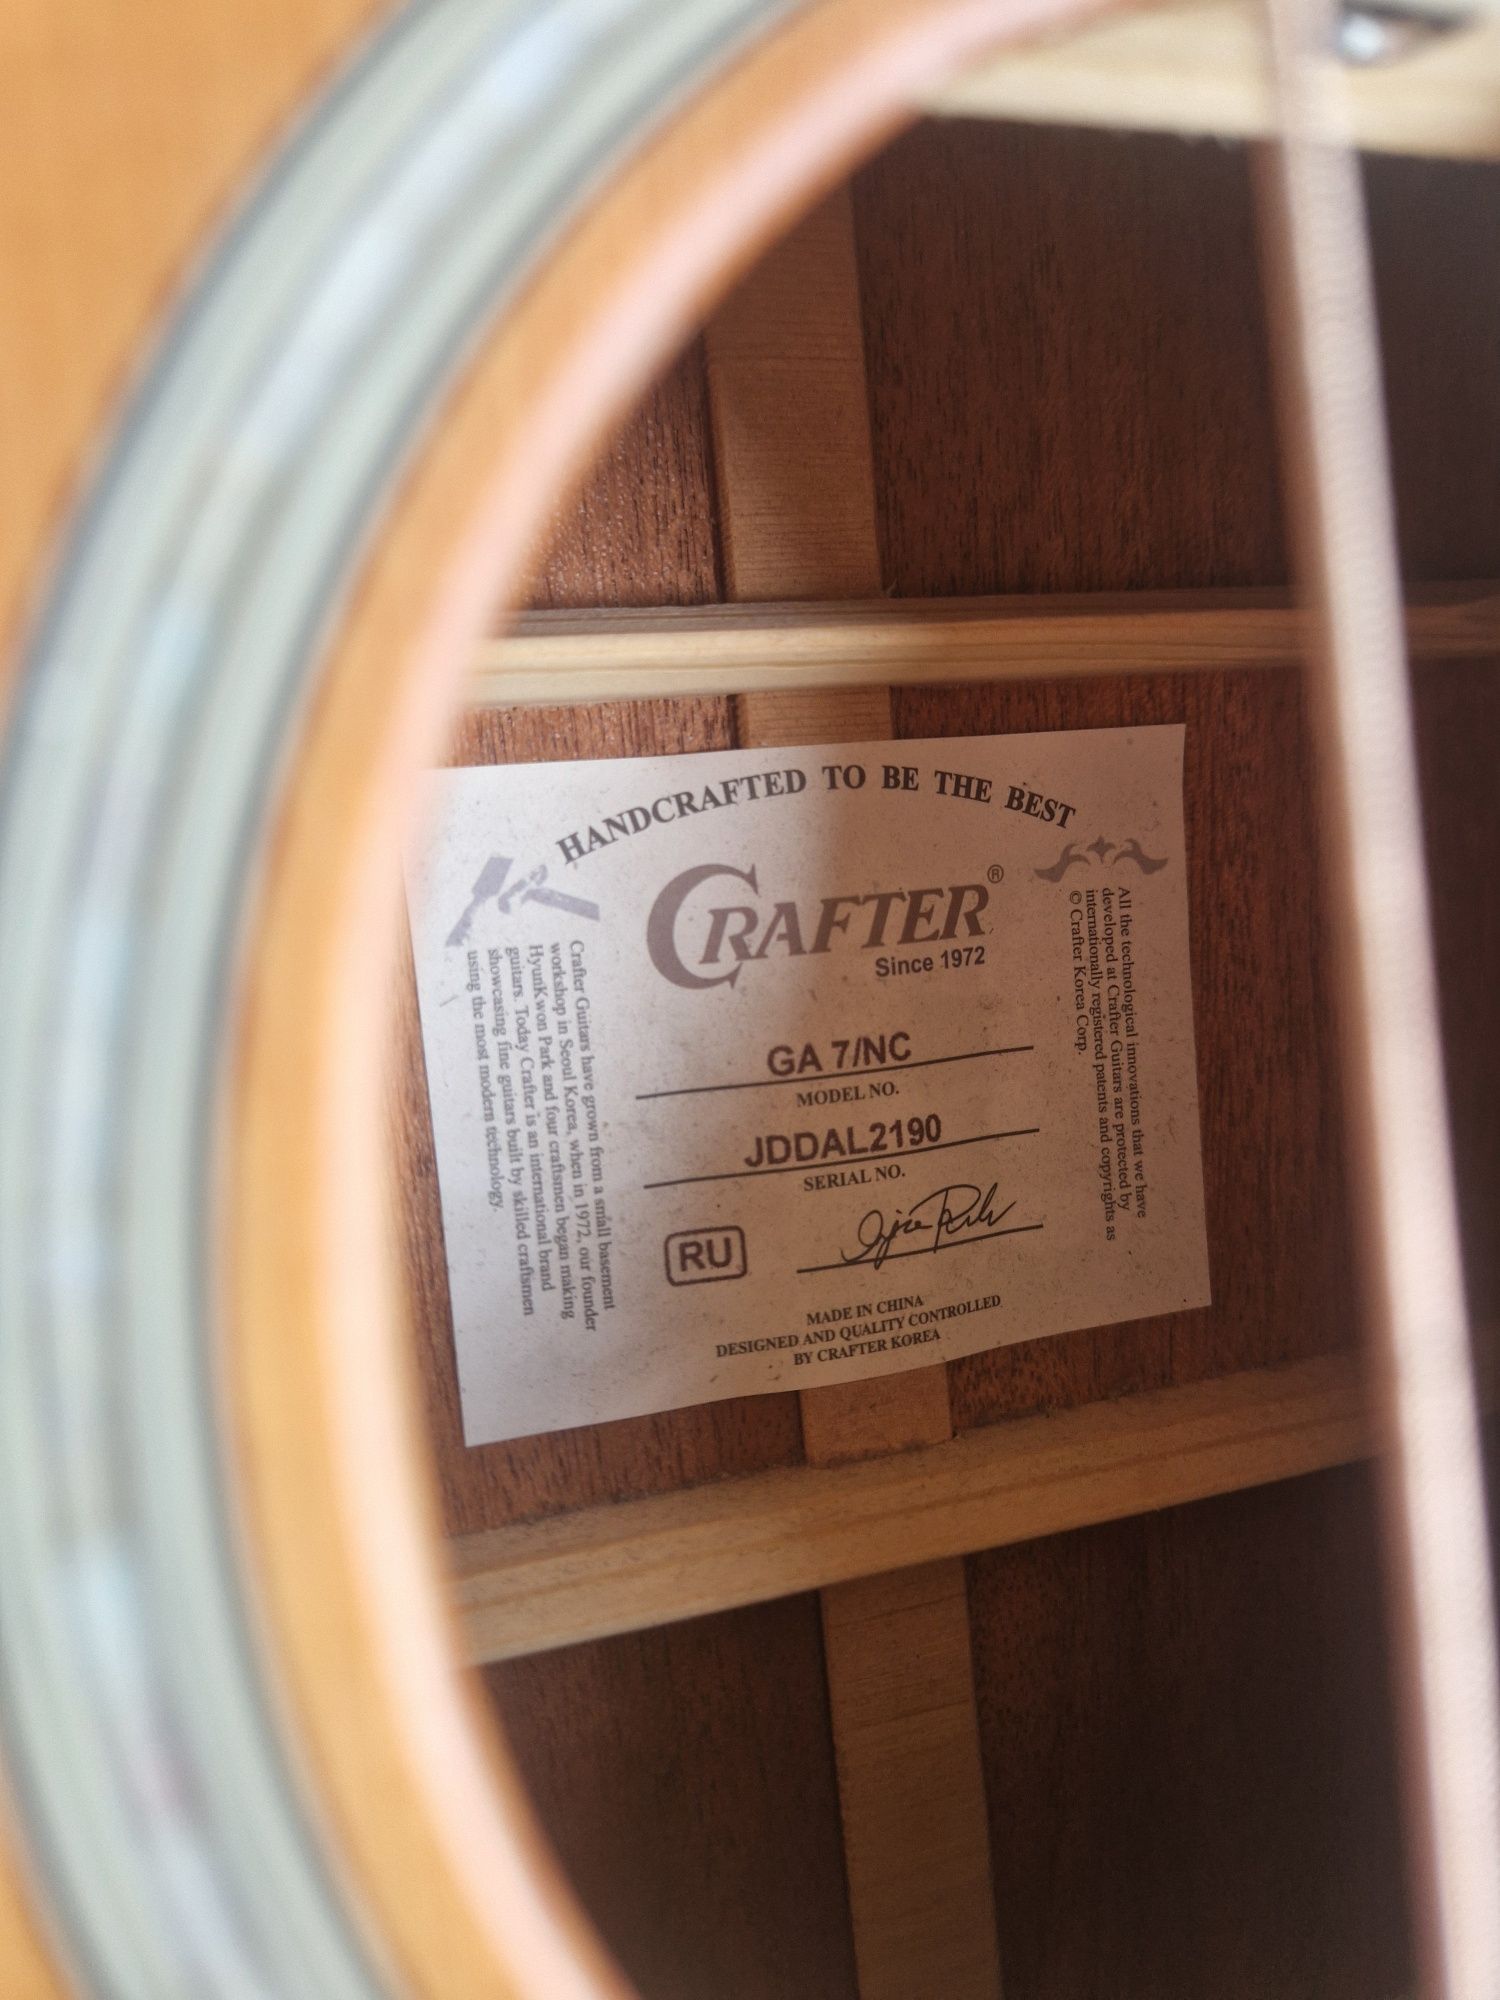 HANDCRAFTED TO BE THE BEST
CRAFTER®
Since 1972
GA 7/NC
MODEL NO.
JDDAL2190
SERIAL NO.
RU
MADE IN CHINA
DESIGNED AND QUALITY CONTROLLED
BY CRAFTER KOREA
Crafter Guitars have grown from a small basement
workshop in Seoul Korea, when in 1972, our founder
HyunKwon Park and four craftsmen began making
guitars. Today Crafter is an international brand
showcasing fine guitars built by skilled craftsmen
using the most modern technology.
All the technological innovations that we have
developed at Crafter Guitars are protected by
internationally registered patents and copyrights as
© Crafter Korea Corp.